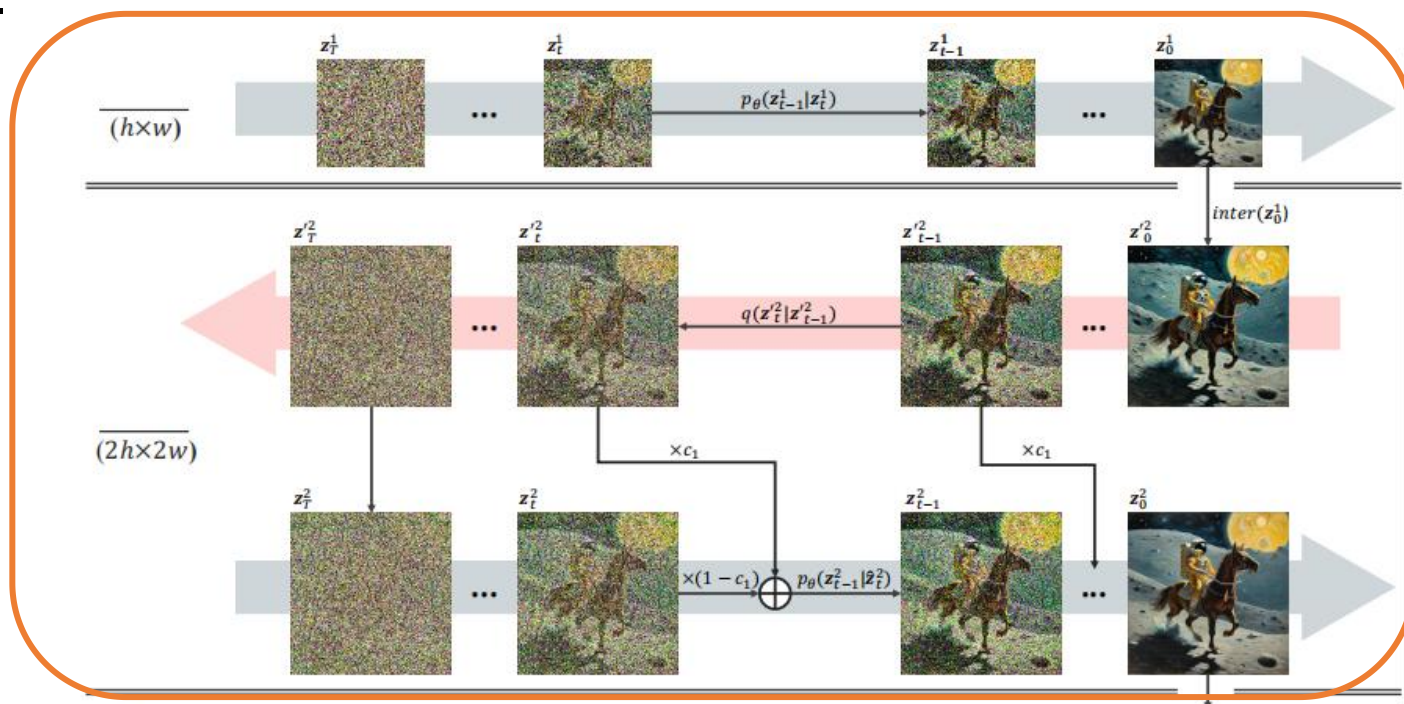 z_T^1 z_t^1 z_{t-1}^1 z_0^1
(h×w) ... p_θ(z_{t-1}^1|z_t^1) ...
inter(z_0^1)
z'_T^2 z'_t^2 z'_{t-1}^2 z'_0^2
... q(z'_t^2|z'_{t-1}^2) ...
(2h×2w) ×c_1 ×c_1
z_T^2 z_t^2 z_{t-1}^2 z_0^2
... ×(1 − c_1) p_θ(z_{t-1}^2|ẑ_t^2) ...